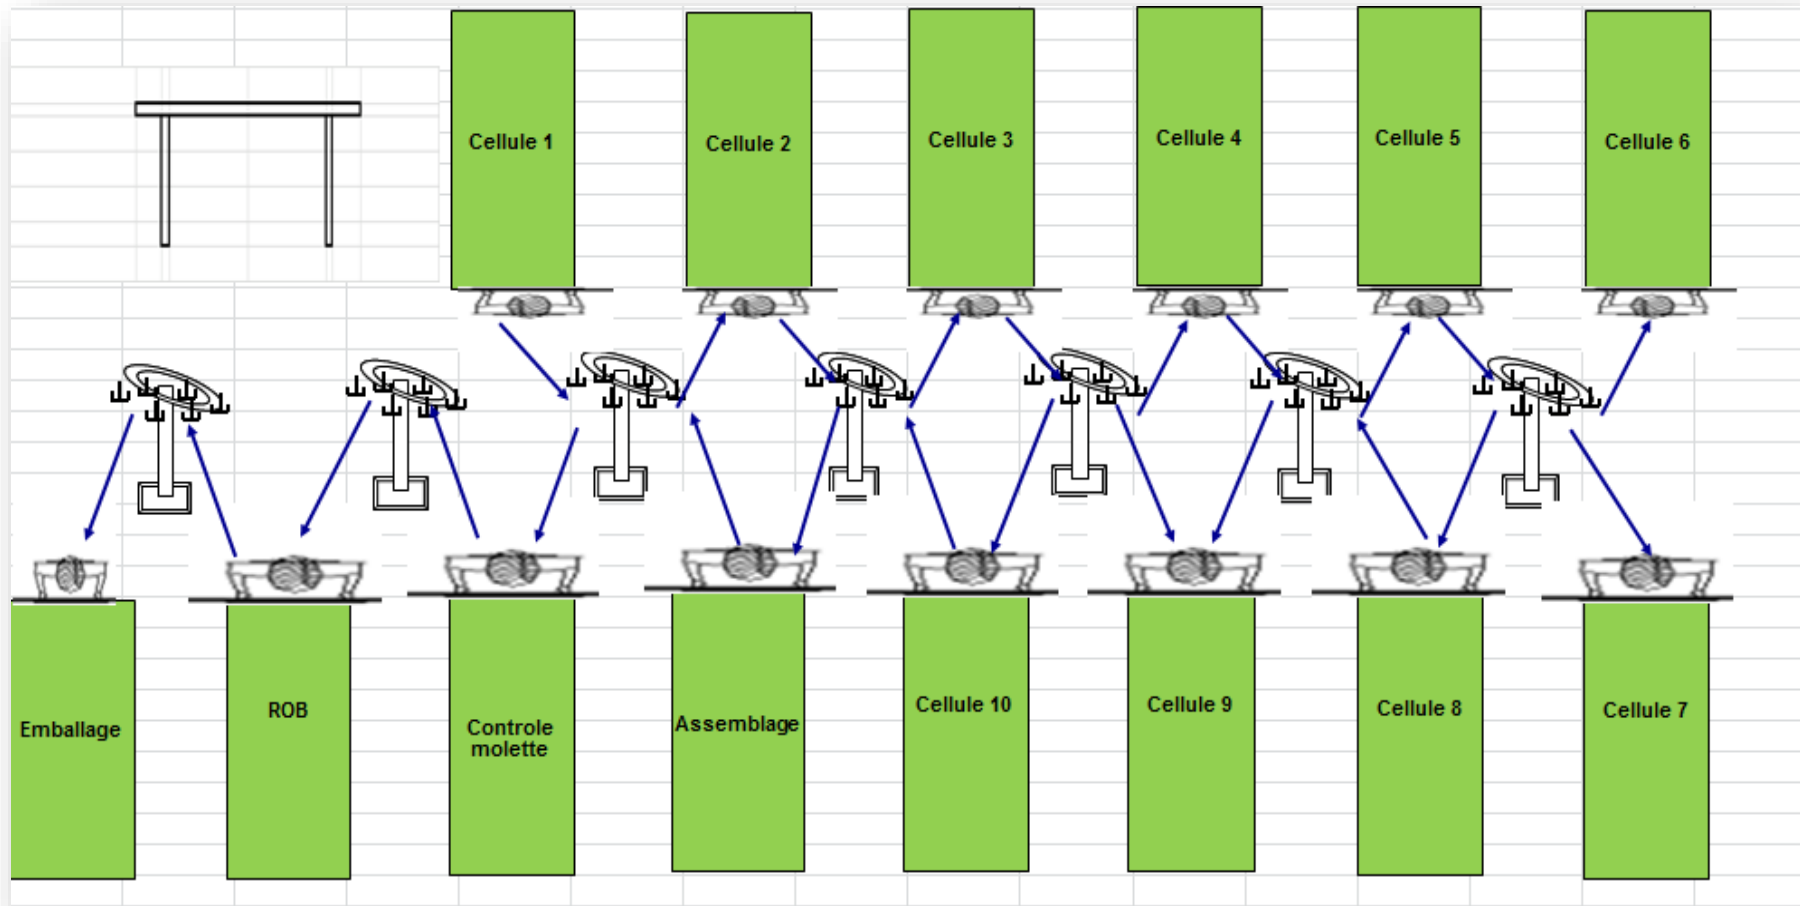 Cellule 1
Cellule 2
Cellule 3
Cellule 4
Cellule 5
Cellule 6
Emballage
ROB
Controle
molette
Assemblage
Cellule 10
Cellule 9
Cellule 8
Cellule 7